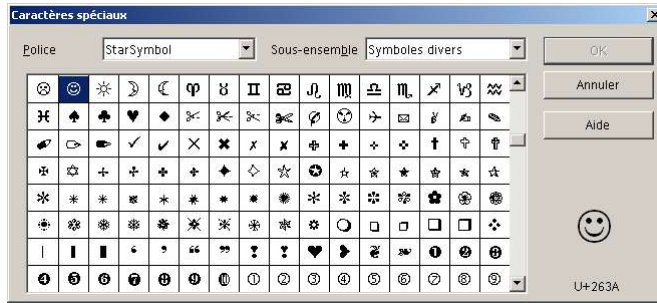 Caractères spéciaux
Police StarSymbol Sous-ensemble Symboles divers OK
Annuler
Aide
U+263A